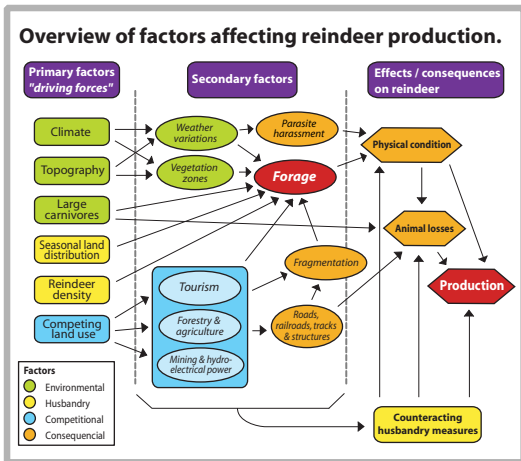 Overview of factors affecting reindeer production.
Primary factors
"driving forces"
Secondary factors
Effects / consequences
on reindeer
Climate
Topography
Large
carnivores
Seasonal land
distribution
Reindeer
density
Competing
land use
Weather
variations
Vegetation
zones
Parasite
harassment
Forage
Fragmentation
Tourism
Forestry &
agriculture
Mining & hydro-
electrical power
Roads,
railroads, tracks
& structures
Physical condition
Animal losses
Production
Counteracting
husbandry measures
Factors
Environmental
Husbandry
Competitional
Consequencial